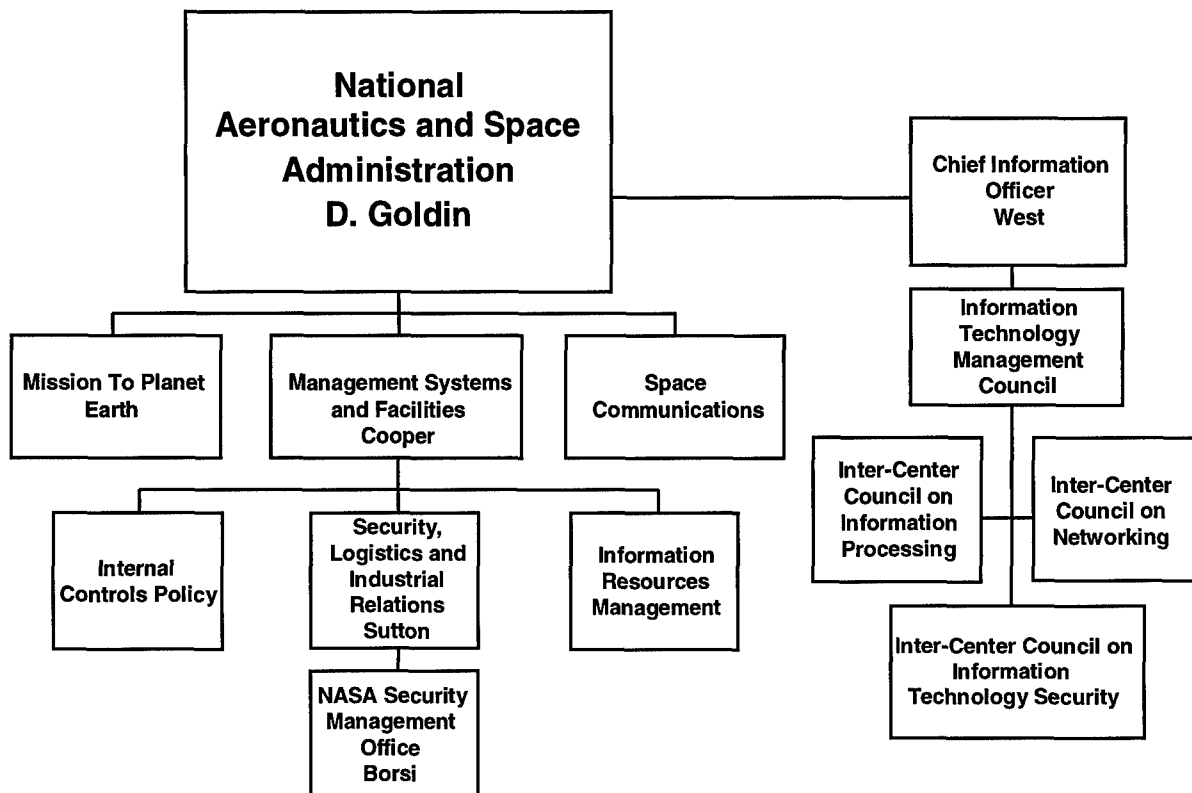 National
Aeronautics and Space
Administration
D. Goldin
Chief Information
Officer
West
Information
Technology
Management
Council
Mission To Planet
Earth
Management Systems
and Facilities
Cooper
Space
Communications
Inter-Center
Council on
Information
Processing
Inter-Center
Council on
Networking
Internal
Controls Policy
Security,
Logistics and
Industrial
Relations
Sutton
Information
Resources
Management
Inter-Center Council on
Information
Technology Security
NASA Security
Management
Office
Borsi